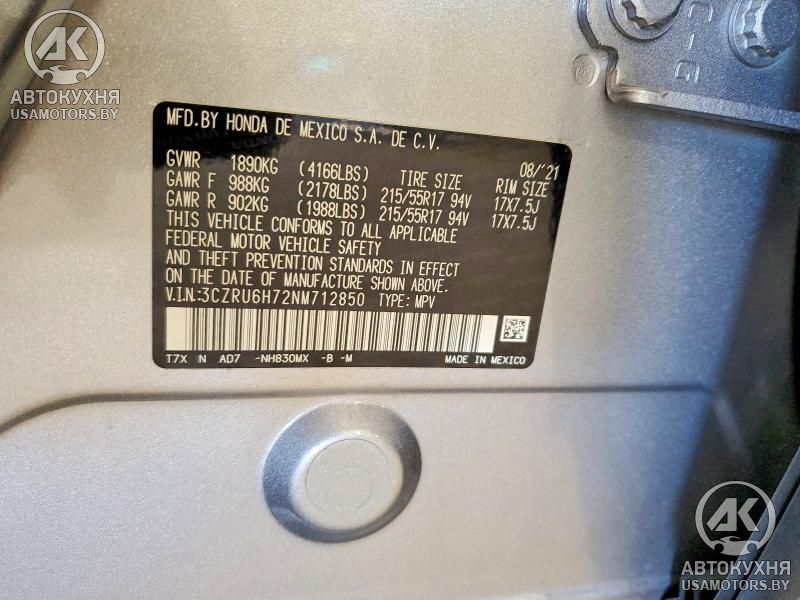 АК
АВТОКУХНЯ
USAMOTORS.BY
MFD.BY HONDA DE MEXICO S.A. DE C.V.
08/'21
GVWR 1890KG (4166LBS) TIRE SIZE RIM SIZE
GAWR F 988KG (2178LBS) 215/55R17 94V 17X7.5J
GAWR R 902KG (1988LBS) 215/55R17 94V 17X7.5J
THIS VEHICLE CONFORMS TO ALL APPLICABLE
FEDERAL MOTOR VEHICLE SAFETY
AND THEFT PREVENTION STANDARDS IN EFFECT
ON THE DATE OF MANUFACTURE SHOWN ABOVE.
V.I.N.:3CZRU6H72NM712850 TYPE: MPV
T7X N AD7 -NH830MX -B -M MADE IN MEXICO
АК
АВТОКУХНЯ
USAMOTORS.BY